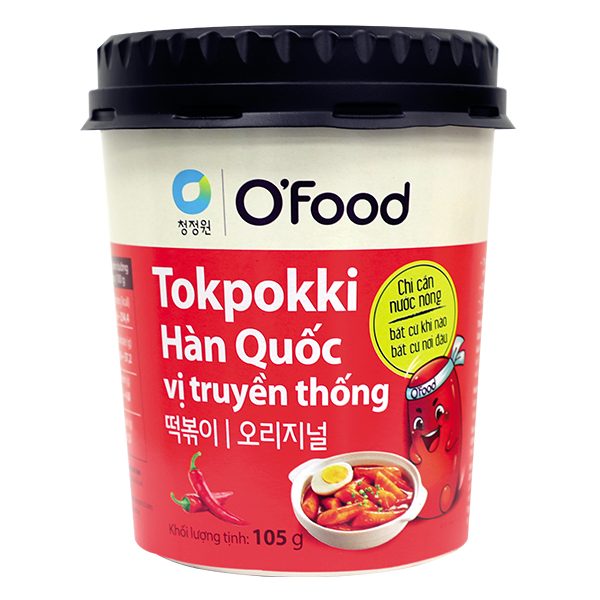 청정원
O'Food
Tokpokki
Hàn Quốc
vị truyền thống
떡볶이 | 오리지널
Chỉ cần
nước nóng
bất cứ khi nào
bất cứ nơi đâu
O'Food
Khối lượng tịnh: 105 g